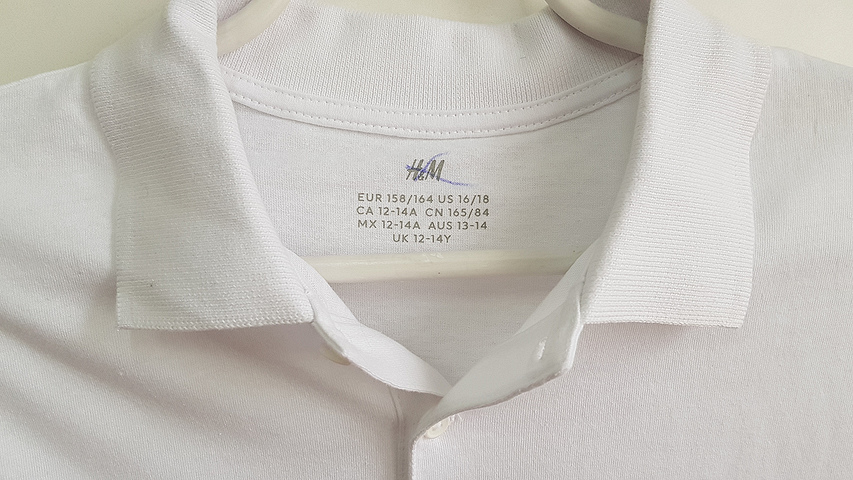 H&M
EUR 158/164 US 16/18
CA 12-14A CN 165/84
MX 12-14A AUS 13-14
UK 12-14Y